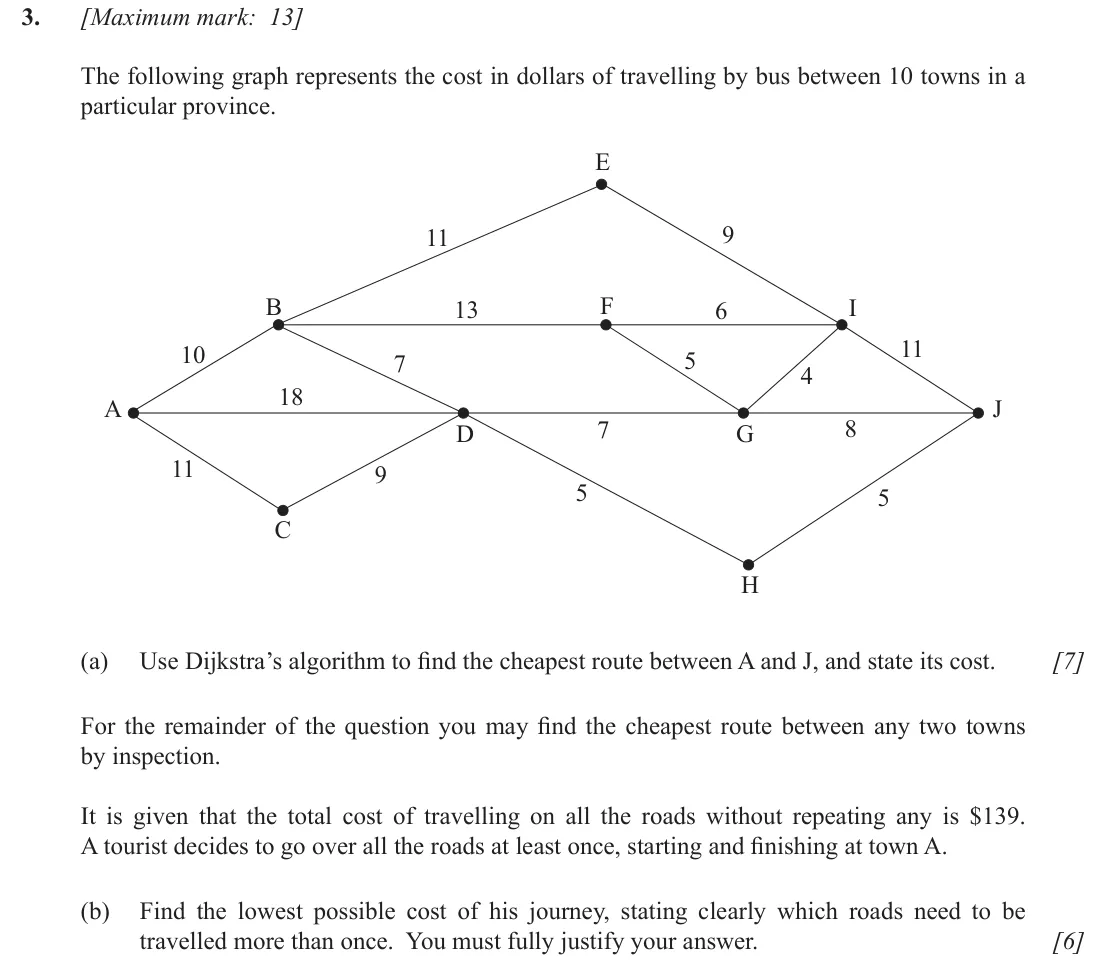 3. [Maximum mark: 13]
The following graph represents the cost in dollars of travelling by bus between 10 towns in a
particular province.
E
11
9
B
13
F
6
I
10
7
5
4
11
A
18
D
7
G
8
J
11
9
5
5
C
H
(a) Use Dijkstra’s algorithm to find the cheapest route between A and J, and state its cost. [7]
For the remainder of the question you may find the cheapest route between any two towns
by inspection.
It is given that the total cost of travelling on all the roads without repeating any is $139.
A tourist decides to go over all the roads at least once, starting and finishing at town A.
(b) Find the lowest possible cost of his journey, stating clearly which roads need to be
travelled more than once. You must fully justify your answer. [6]